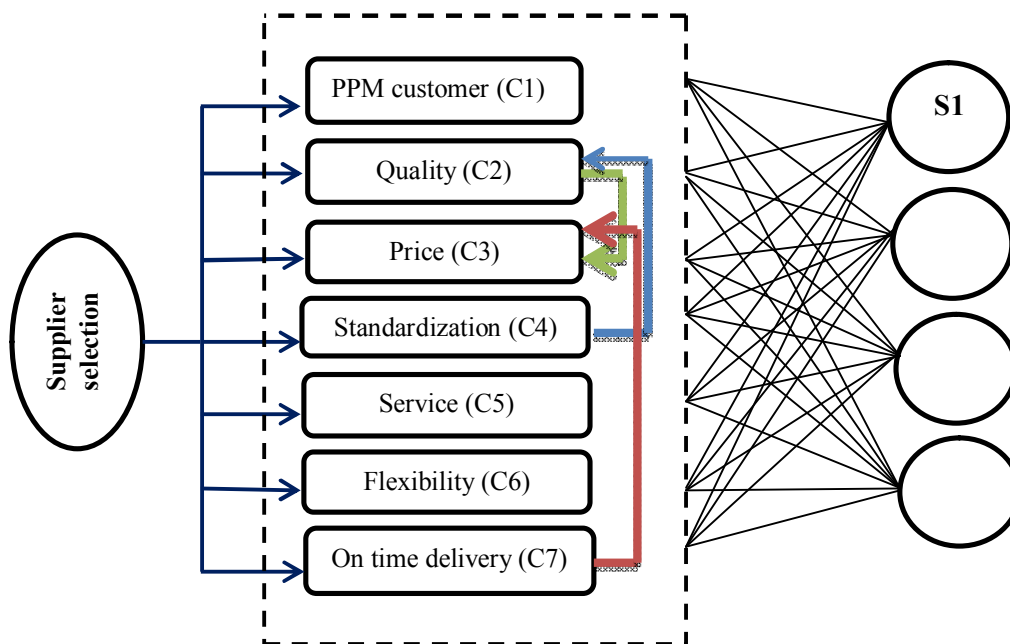 PPM customer (C1)
Quality (C2)
Price (C3)
Standardization (C4)
Service (C5)
Flexibility (C6)
On time delivery (C7)
Supplier
selection
S1